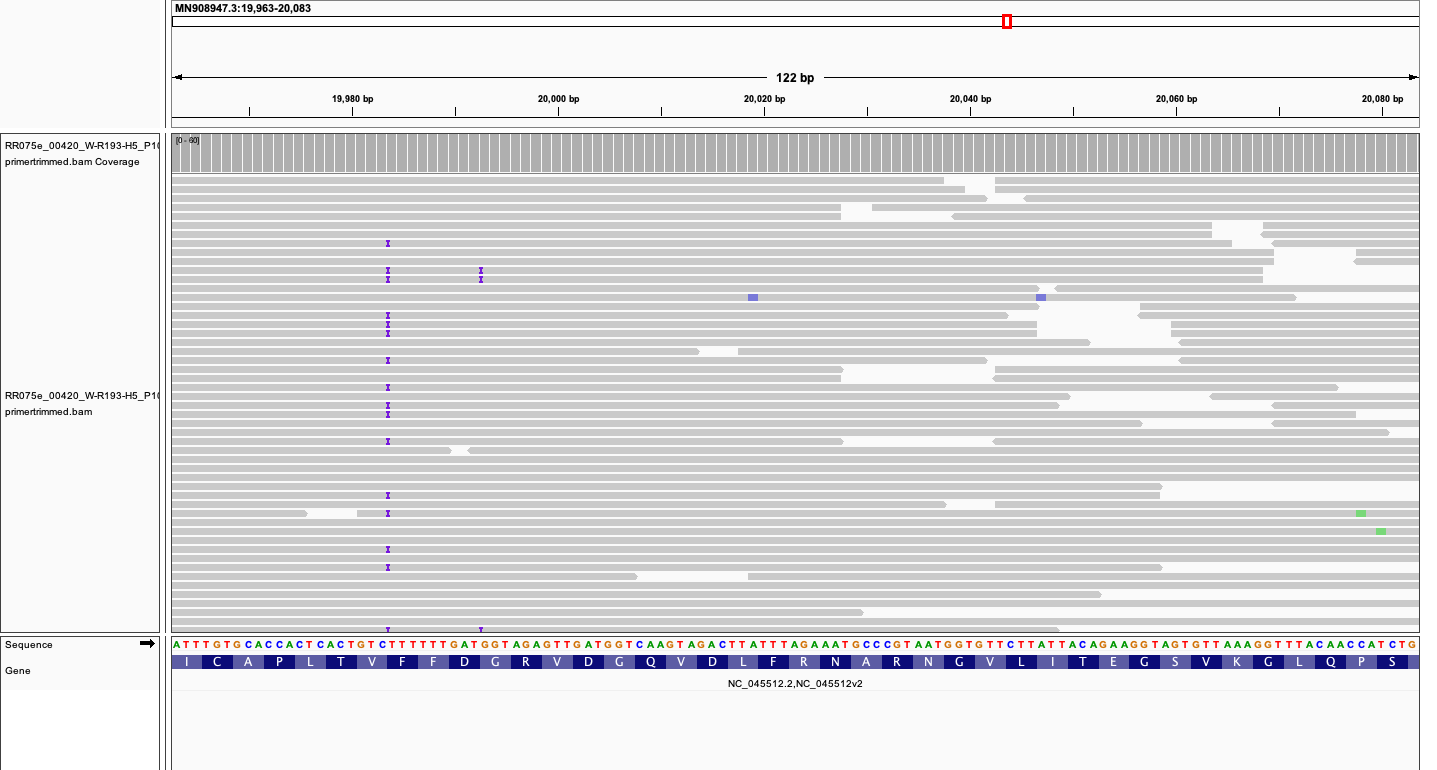 MN908947.3:19,963-20,083
122 bp
19,980 bp 20,000 bp 20,020 bp 20,040 bp 20,060 bp 20,080 bp
RR075e_00420_W-R193-H5_P10
primertrimmed.bam Coverage
[0 - 60]
RR075e_00420_W-R193-H5_P10
primertrimmed.bam
Sequence
ATTTGTGCACCACTCACTGTCTTTTTTGATGGTAGAGTTGATGGTCAAGTAGACTTATTTAGAAATGCCCGTAATGGTGTTCTTATTACAGAAGGTAGTGTTAAAGGTTTACAACCATCTG
Gene
I C A P L T V F F D G R V D G Q V D L F R N A R N G V L I T E G S V K G L Q P S
NC_045512.2,NC_045512v2